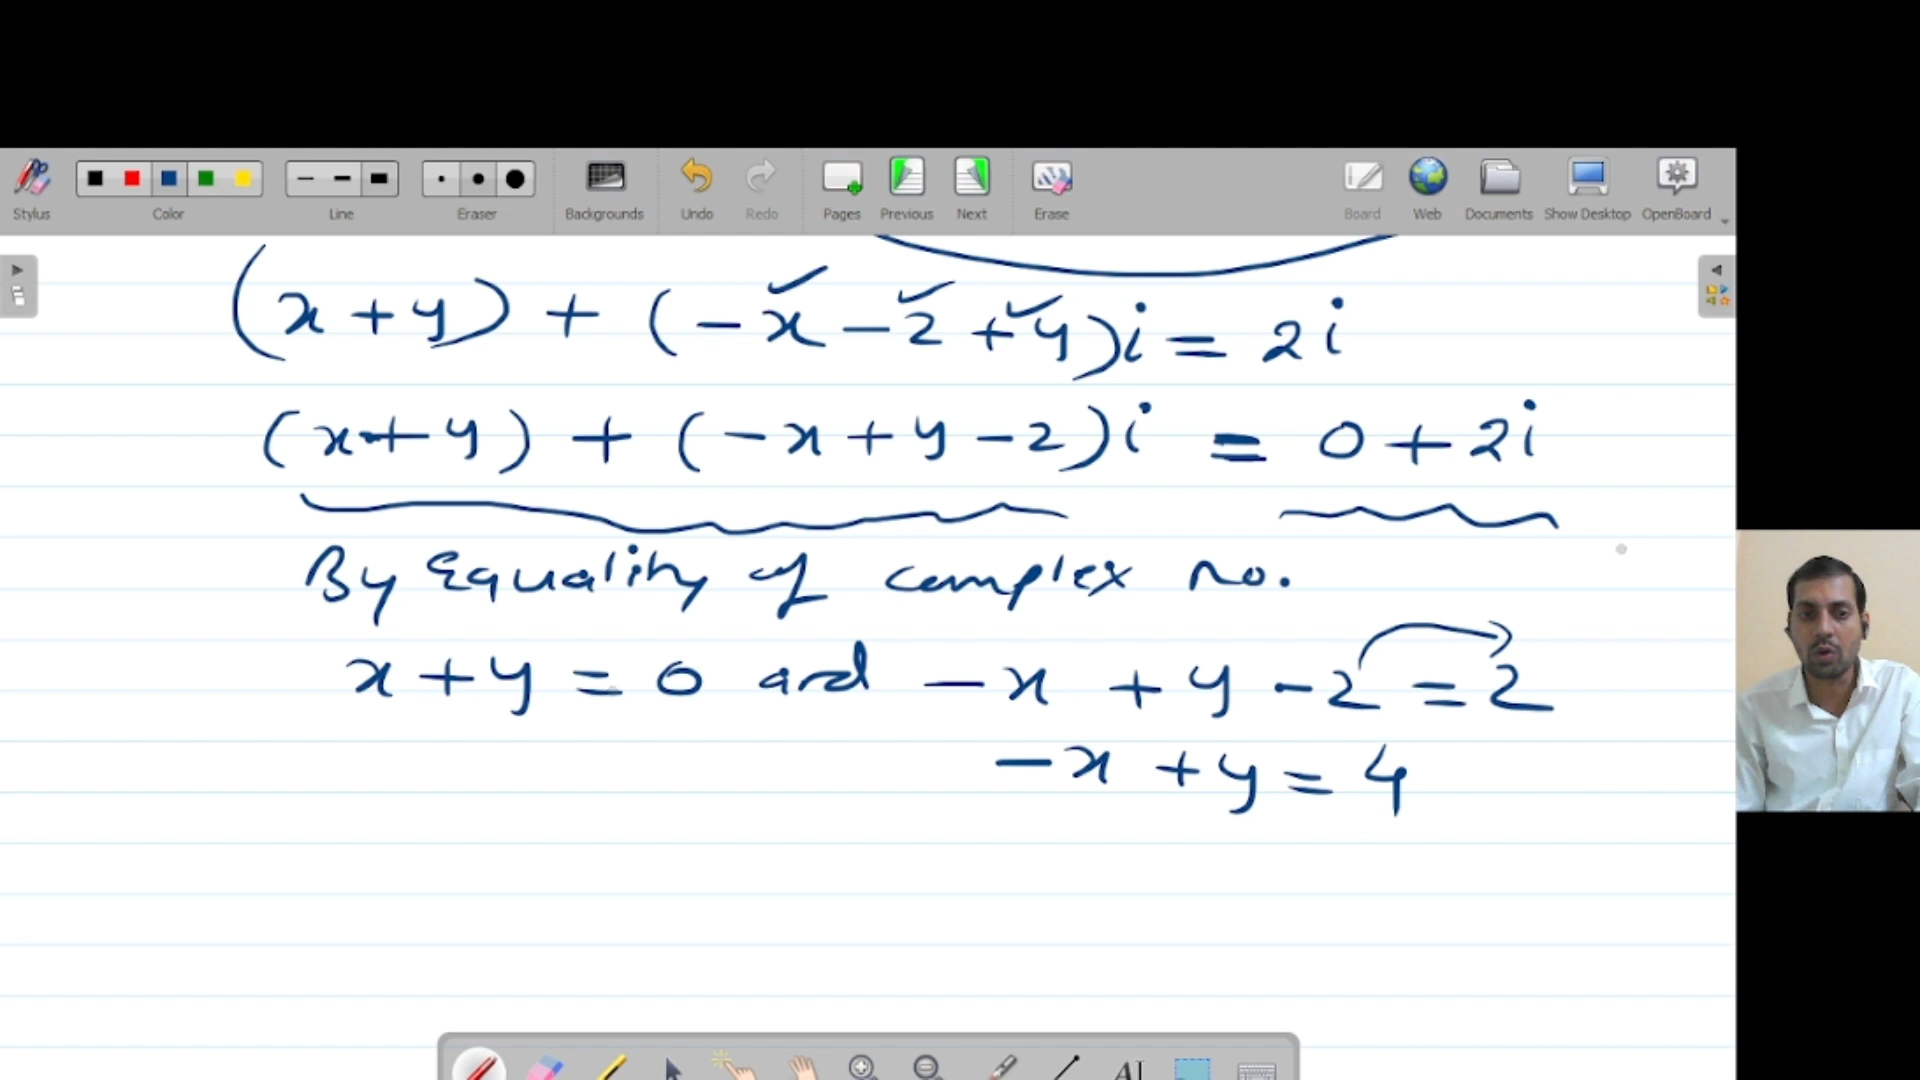 Stylus Color Line Eraser Backgrounds Undo Redo Pages Previous Next Erase Board Web Documents Show Desktop OpenBoard
(x+y) + (-x-2+y)i = 2i
(x+y) + (-x+y-2)i = 0+2i
By Equality of complex no.
x+y=0 and -x+y-2=2
-x+y=4
AI